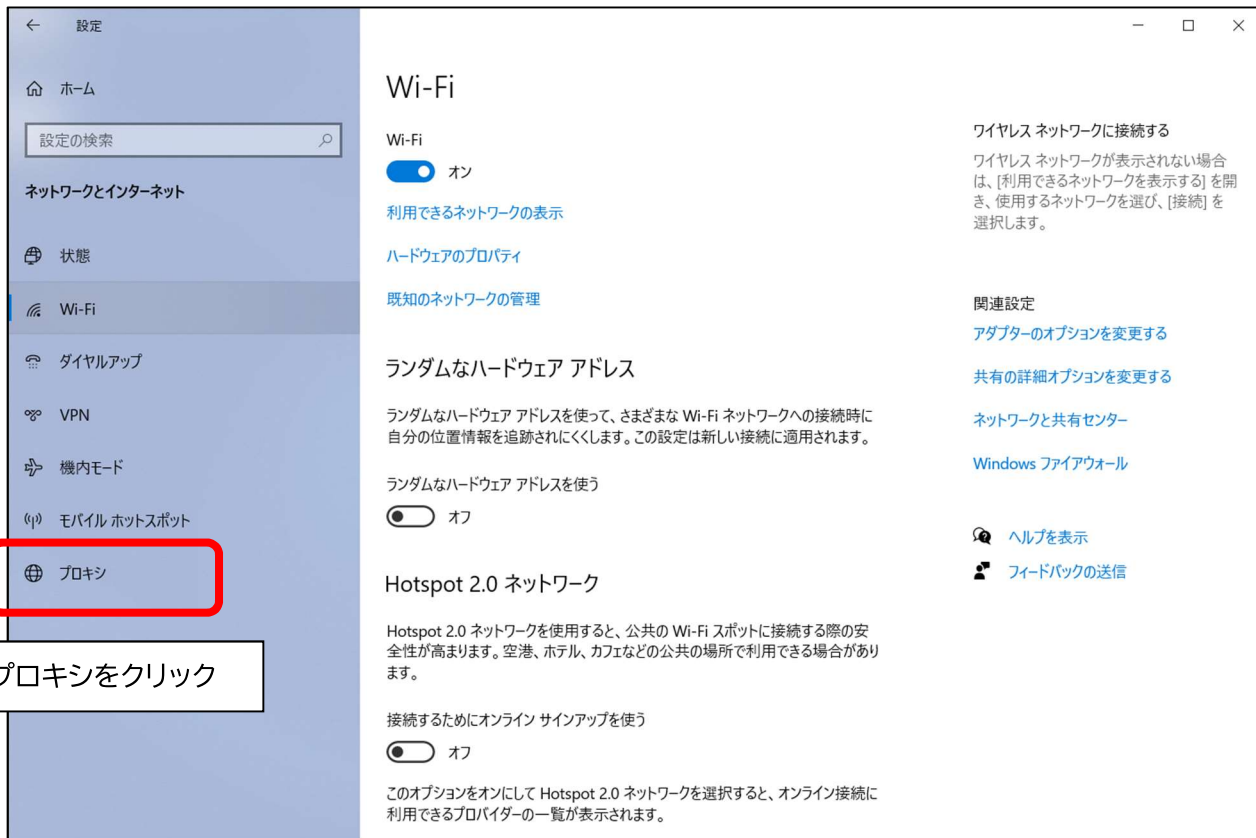 設定
ホーム
設定の検索
ネットワークとインターネット
状態
Wi-Fi
ダイヤルアップ
VPN
機内モード
モバイル ホットスポット
プロキシ
プロキシをクリック
Wi-Fi
Wi-Fi
オン
利用できるネットワークの表示
ハードウェアのプロパティ
既知のネットワークの管理
ランダムなハードウェア アドレス
ランダムなハードウェア アドレスを使って、さまざまな Wi-Fi ネットワークへの接続時に
自分の位置情報を追跡されにくくします。この設定は新しい接続に適用されます。
ランダムなハードウェア アドレスを使う
オフ
Hotspot 2.0 ネットワーク
Hotspot 2.0 ネットワークを使用すると、公共の Wi-Fi スポットに接続する際の安
全性が高まります。空港、ホテル、カフェなどの公共の場所で利用できる場合があり
ます。
接続するためにオンライン サインアップを使う
オフ
このオプションをオンにして Hotspot 2.0 ネットワークを選択すると、オンライン接続に
利用できるプロバイダーの一覧が表示されます。
ワイヤレス ネットワークに接続する
ワイヤレス ネットワークが表示されない場合
は、[利用できるネットワークを表示する] を開
き、使用するネットワークを選び、[接続] を
選択します。
関連設定
アダプターのオプションを変更する
共有の詳細オプションを変更する
ネットワークと共有センター
Windows ファイアウォール
ヘルプを表示
フィードバックの送信